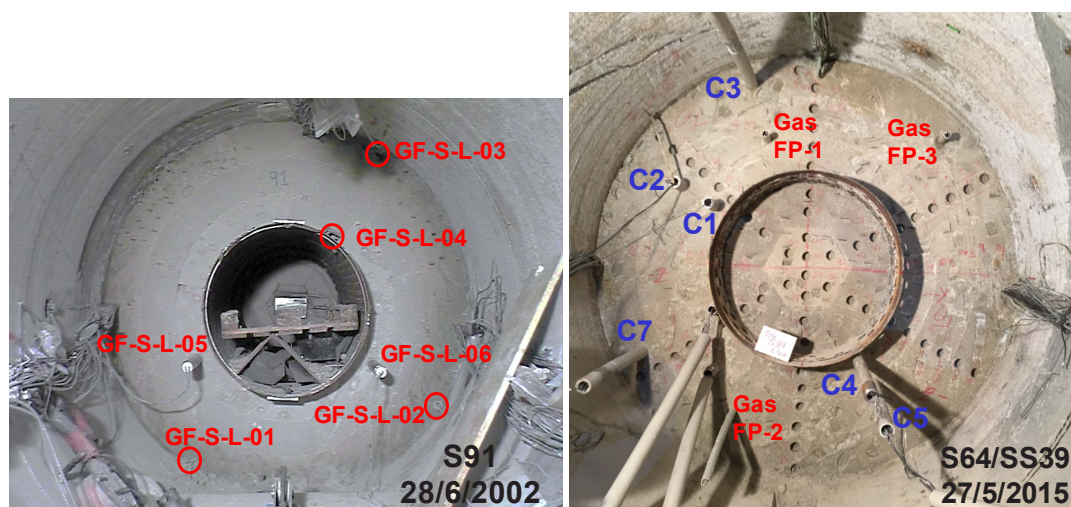 91
GF-S-L-03
GF-S-L-04
GF-S-L-05
GF-S-L-06
GF-S-L-02
GF-S-L-01
S91
28/6/2002
C3
Gas
FP-1
Gas
FP-3
C2
C1
C7
C4
Gas
FP-2
C5
S64/SS39
27/5/2015